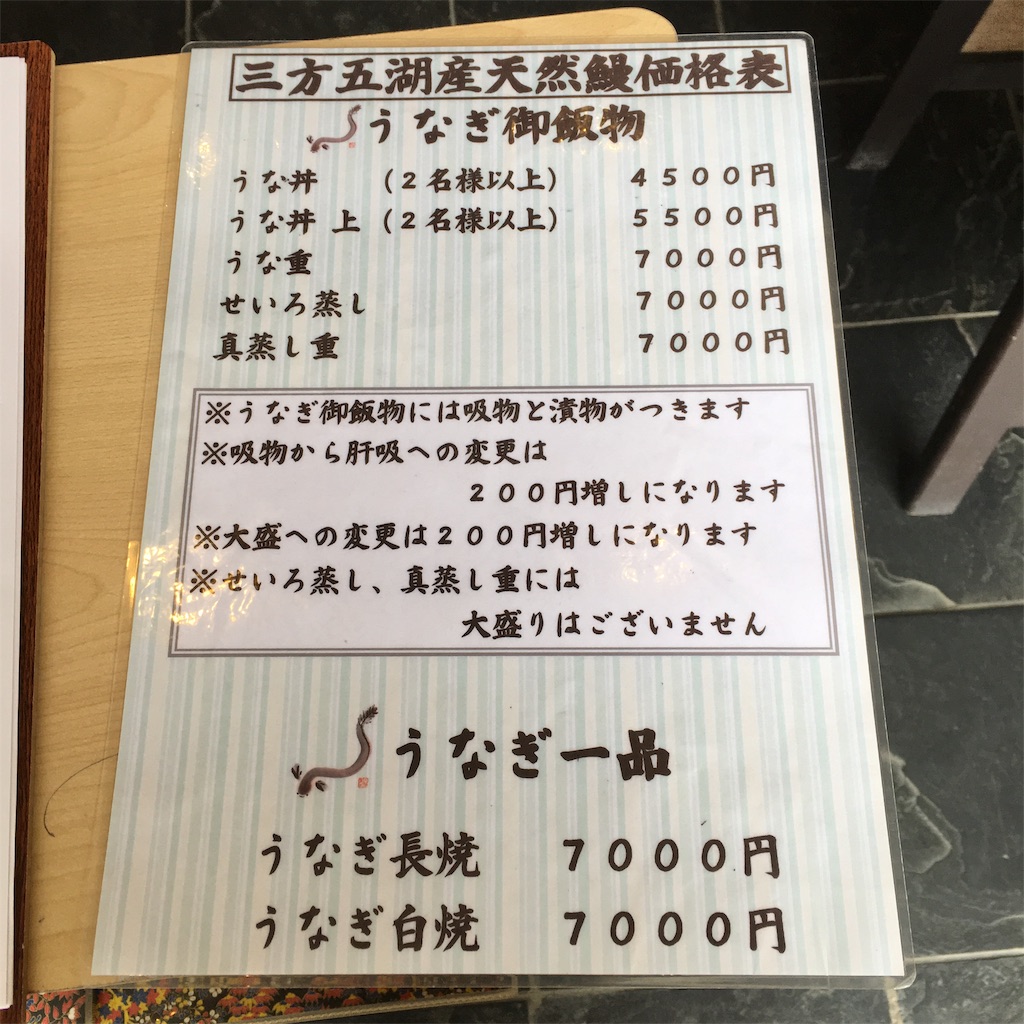 三方五湖産天然鰻価格表
うなぎ御飯物
うな丼 (2名様以上) 4500円
うな丼 上 (2名様以上) 5500円
うな重 7000円
せいろ蒸し 7000円
真蒸し重 7000円
※うなぎ御飯物には吸物と漬物がつきます
※吸物から肝吸への変更は
200円増しになります
※大盛への変更は200円増しになります
※せいろ蒸し、真蒸し重には
大盛りはございません
うなぎ一品
うなぎ長焼 7000円
うなぎ白焼 7000円